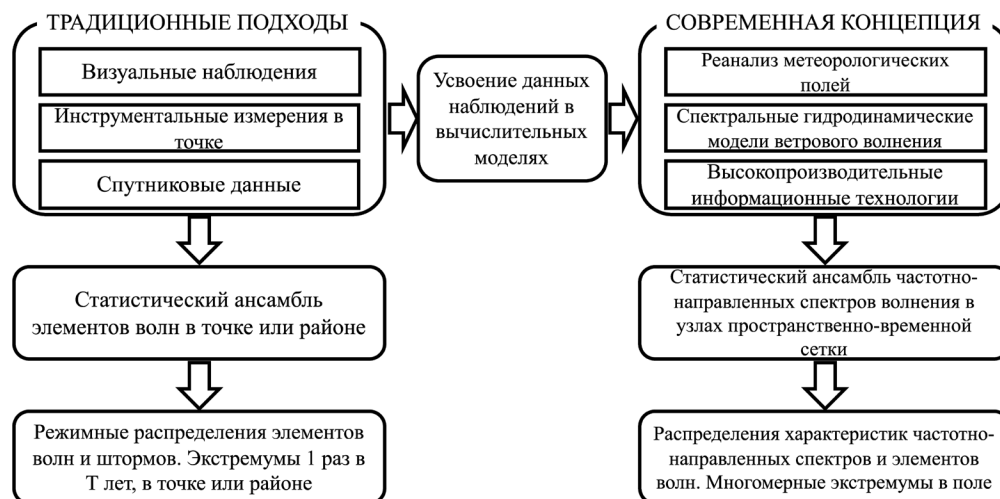 ТРАДИЦИОННЫЕ ПОДХОДЫ
Визуальные наблюдения
Инструментальные измерения в
точке
Спутниковые данные
Усвоение данных
наблюдений в
вычислительных
моделях
СОВРЕМЕННАЯ КОНЦЕПЦИЯ
Реанализ метеорологических
полей
Спектральные гидродинамические
модели ветрового волнения
Высокопроизводительные
информационные технологии
Статистический ансамбль
элементов волн в точке или районе
Статистический ансамбль частотно-
направленных спектров волнения в
узлах пространственно-временной
сетки
Режимные распределения элементов
волн и штормов. Экстремумы 1 раз в
T лет, в точке или районе
Распределения характеристик частотно-
направленных спектров и элементов
волн. Многомерные экстремумы в поле